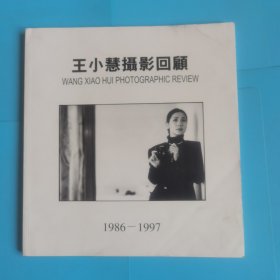 王小慧攝影回顧
WANG XIAO HUI PHOTOGRAPHIC REVIEW
1986－1997